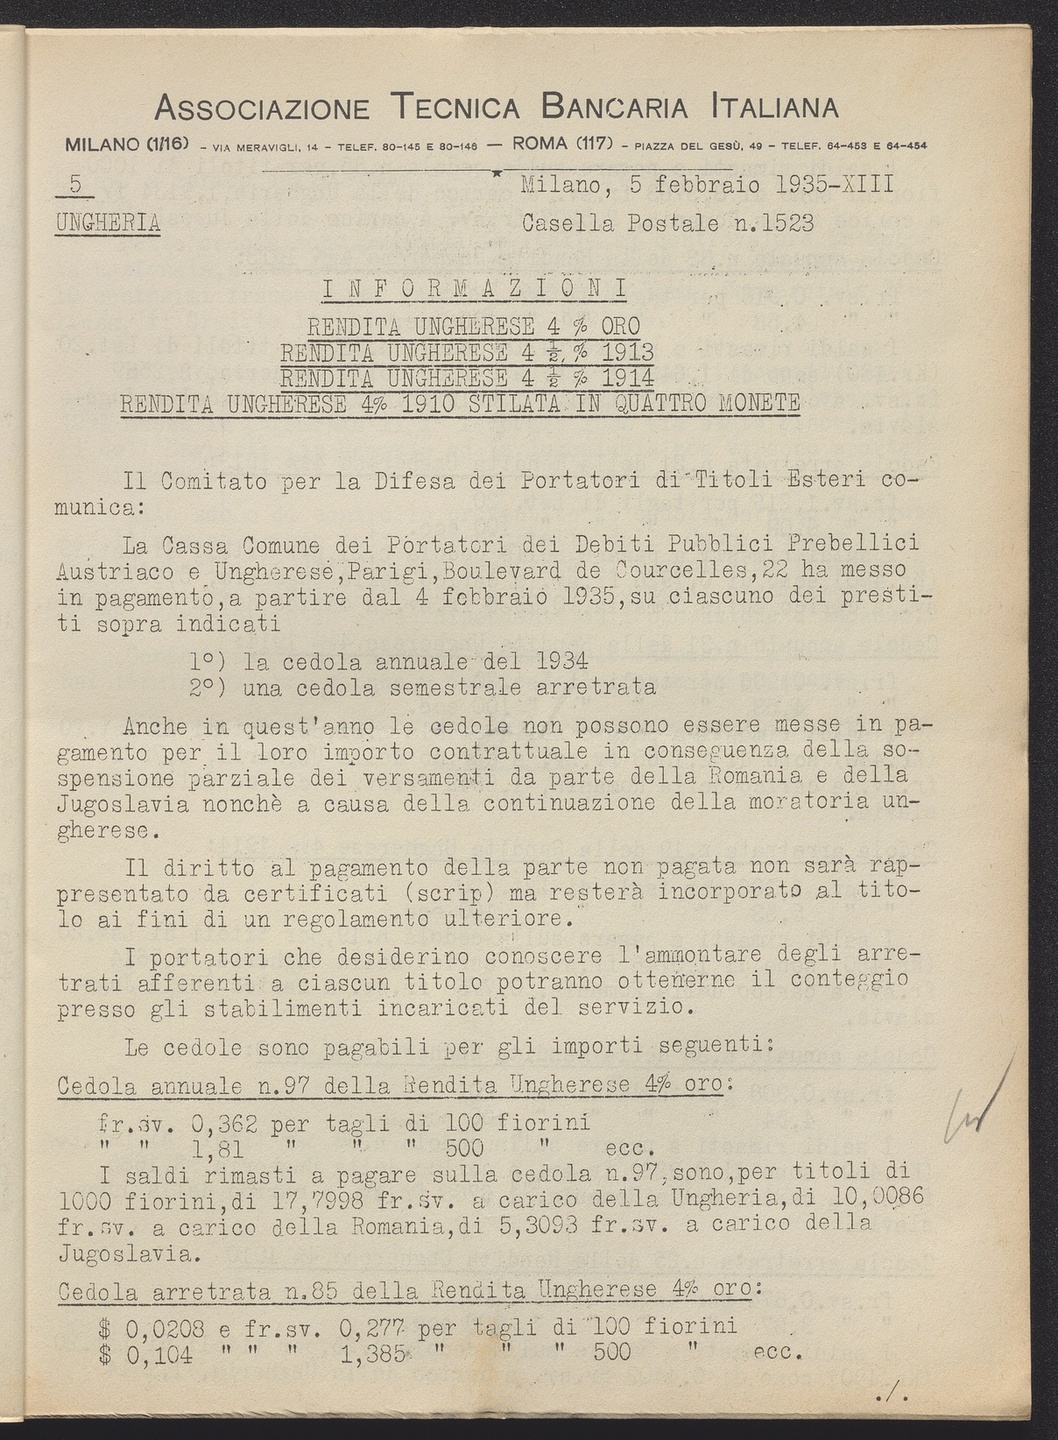 ASSOCIAZIONE TECNICA BANCARIA ITALIANA
MILANO (1/16) – VIA MERAVIGLI, 14 – TELEF. 80-145 E 80-146 — ROMA (117) – PIAZZA DEL GESÙ, 49 – TELEF. 64-453 E 64-454
5
Milano, 5 febbraio 1935-XIII
UNGHERIA
Casella Postale n.1523
INFORMAZIONI
RENDITA UNGHERESE 4 % ORO
RENDITA UNGHERESE 4 ½ % 1913
RENDITA UNGHERESE 4 ½ % 1914
RENDITA UNGHERESE 4% 1910 STILATA IN QUATTRO MONETE
Il Comitato per la Difesa dei Portatori di Titoli Esteri co-
munica:
La Cassa Comune dei Portatori dei Debiti Pubblici Prebellici
Austriaco e Ungherese, Parigi, Boulevard de Courcelles, 22 ha messo
in pagamento, a partire dal 4 febbraio 1935, su ciascuno dei presti-
ti sopra indicati
1°) la cedola annuale del 1934
2°) una cedola semestrale arretrata
Anche in quest'anno le cedole non possono essere messe in pa-
gamento per il loro importo contrattuale in conseguenza della so-
spensione parziale dei versamenti da parte della Romania e della
Jugoslavia nonchè a causa della continuazione della moratoria un-
gherese.
Il diritto al pagamento della parte non pagata non sarà rap-
presentato da certificati (scrip) ma resterà incorporato al tito-
lo ai fini di un regolamento ulteriore.
I portatori che desiderino conoscere l'ammontare degli arre-
trati afferenti a ciascun titolo potranno ottenerne il conteggio
presso gli stabilimenti incaricati del servizio.
Le cedole sono pagabili per gli importi seguenti:
Cedola annuale n.97 della Rendita Ungherese 4% oro:
fr.sv. 0,362 per tagli di 100 fiorini
" " 1,81 " " " 500 " ecc.
I saldi rimasti a pagare sulla cedola n.97, sono, per titoli di
1000 fiorini, di 17,7998 fr.sv. a carico della Ungheria, di 10,0086
fr.sv. a carico della Romania, di 5,3093 fr.sv. a carico della
Jugoslavia.
Cedola arretrata n.85 della Rendita Ungherese 4% oro:
$ 0,0208 e fr.sv. 0,277 per tagli di 100 fiorini
$ 0,104 " " " 1,385 " " " 500 " ecc.
./.